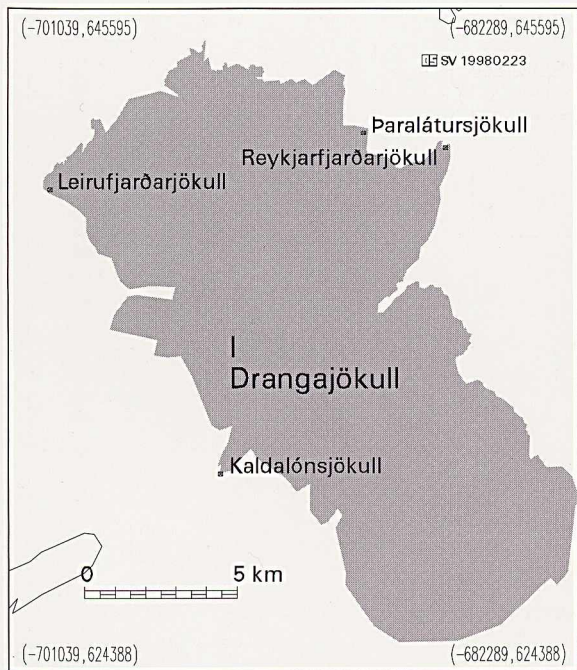 (-701039,645595) (-682289,645595)
SV 19980223
Þaralátursjökull
Reykjarfjarðarjökull
Leirufjarðarjökull
I
Drangajökull
Kaldalónsjökull
0 5 km
(-701039,624388) (-682289,624388)